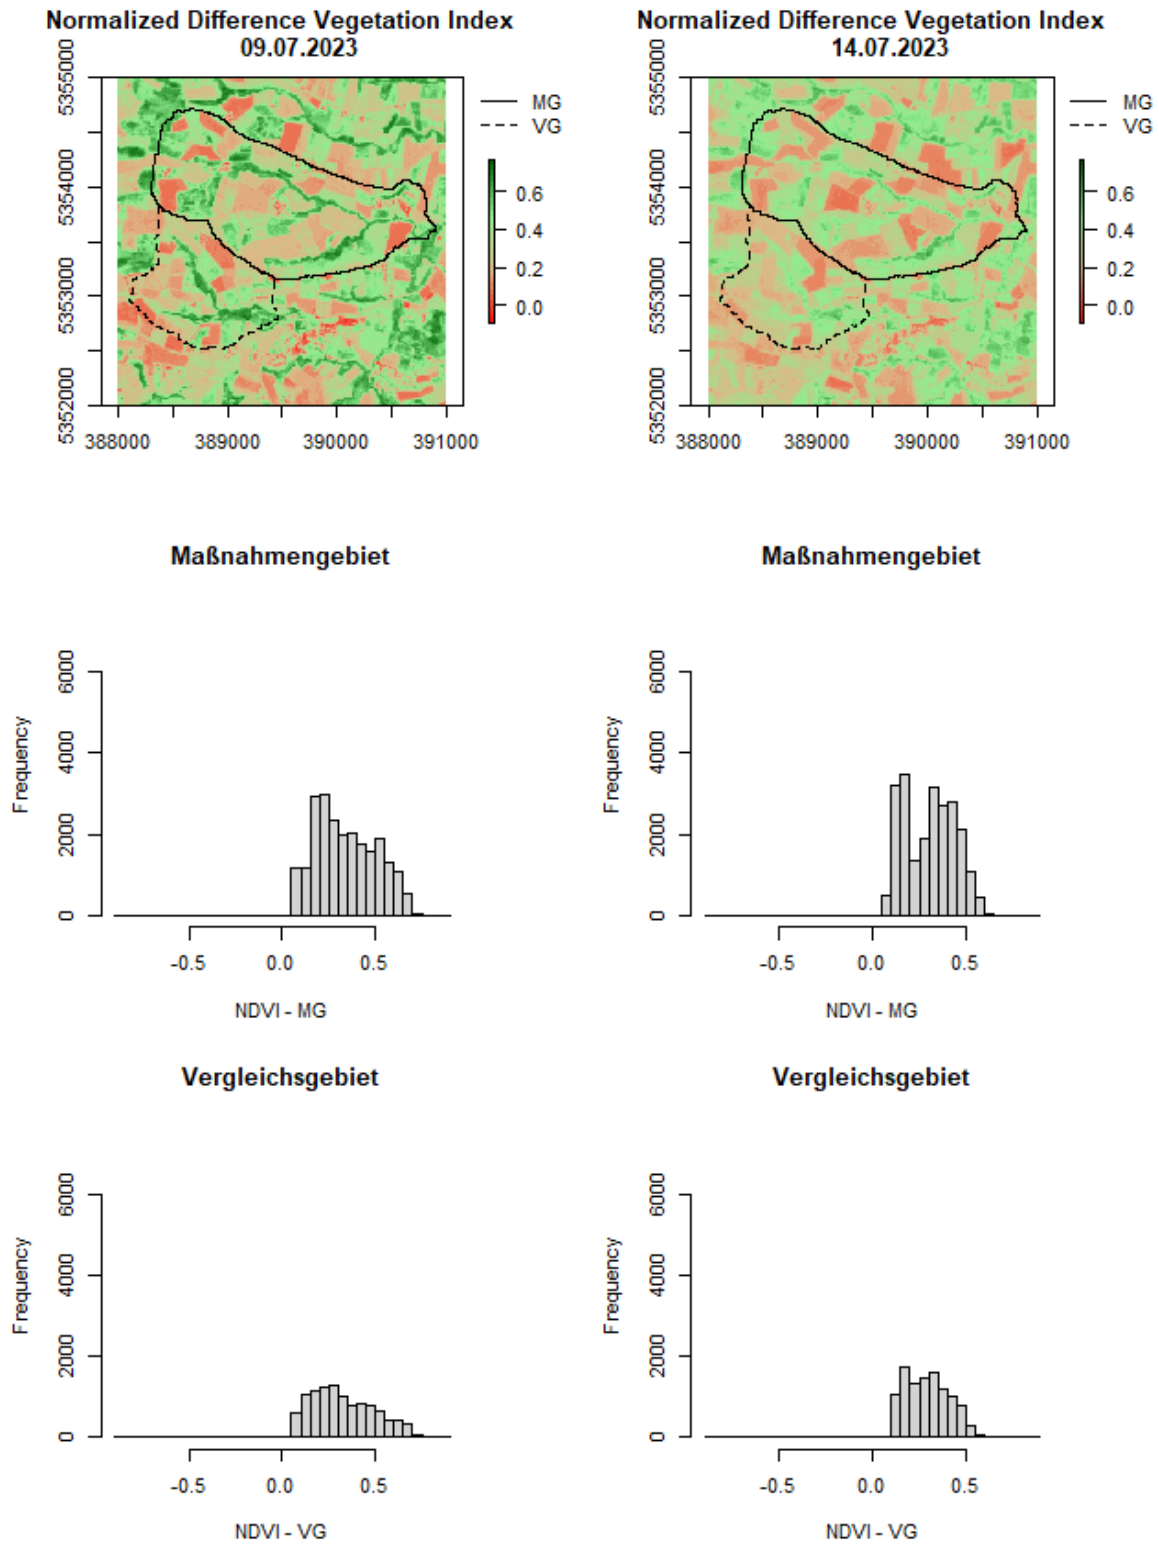 Normalized Difference Vegetation Index
09.07.2023
5355000
5354000
5353000
5352000
388000 389000 390000 391000
MG
VG
0.6
0.4
0.2
0.0
Normalized Difference Vegetation Index
14.07.2023
5355000
5354000
5353000
5352000
388000 389000 390000 391000
MG
VG
0.6
0.4
0.2
0.0
Maßnahmengebiet
Frequency
6000
4000
2000
0
-0.5 0.0 0.5
NDVI - MG
Maßnahmengebiet
Frequency
6000
4000
2000
0
-0.5 0.0 0.5
NDVI - MG
Vergleichsgebiet
Frequency
6000
4000
2000
0
-0.5 0.0 0.5
NDVI - VG
Vergleichsgebiet
Frequency
6000
4000
2000
0
-0.5 0.0 0.5
NDVI - VG